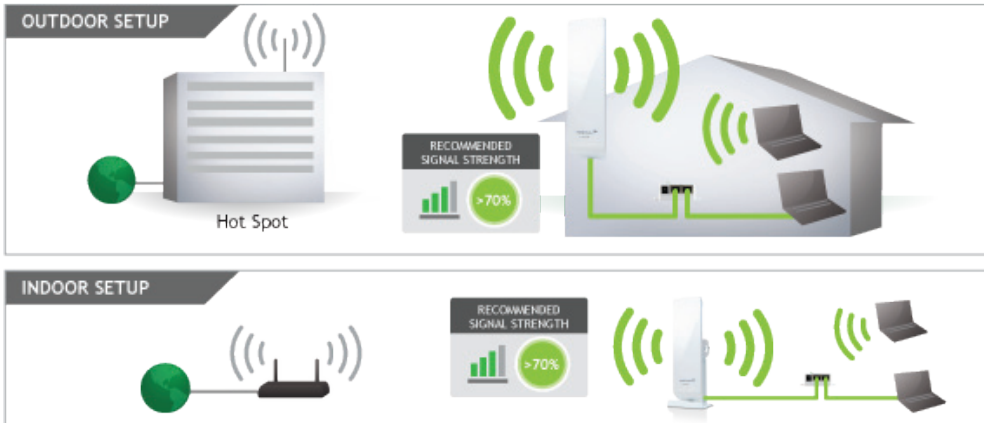 OUTDOOR SETUP
RECOMMENDED
SIGNAL STRENGTH
>70%
Hot Spot
INDOOR SETUP
RECOMMENDED
SIGNAL STRENGTH
>70%